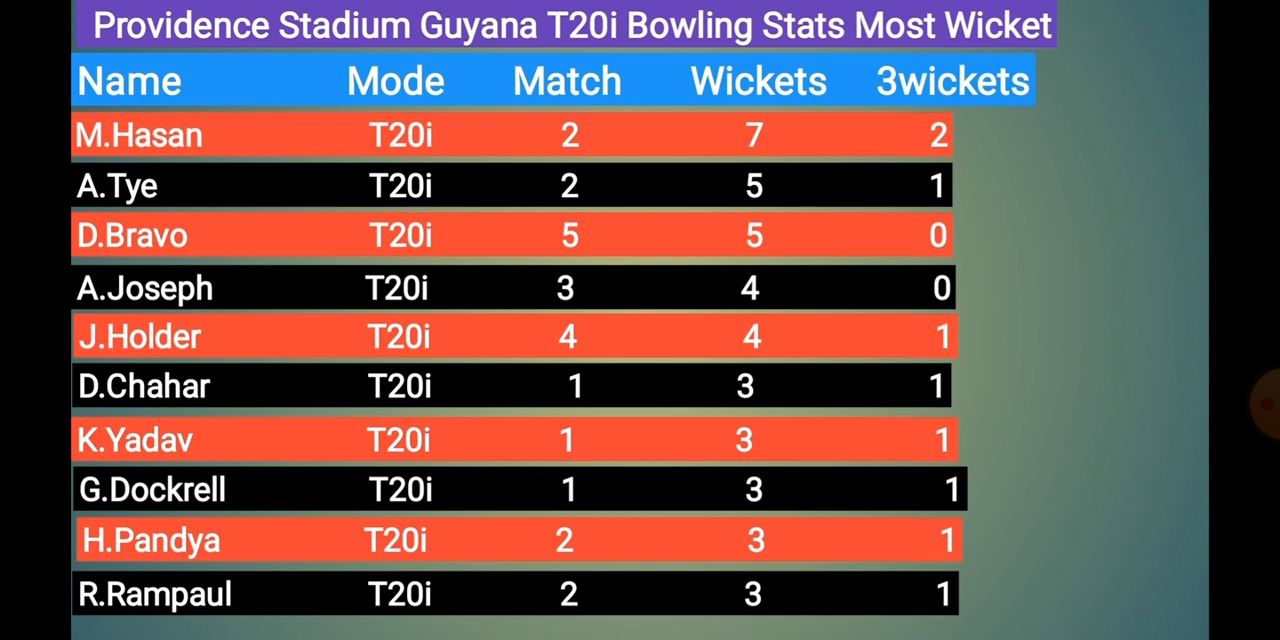 Providence Stadium Guyana T20i Bowling Stats Most Wicket
Name Mode Match Wickets 3wickets
M.Hasan T20i 2 7 2
A.Tye T20i 2 5 1
D.Bravo T20i 5 5 0
A.Joseph T20i 3 4 0
J.Holder T20i 4 4 1
D.Chahar T20i 1 3 1
K.Yadav T20i 1 3 1
G.Dockrell T20i 1 3 1
H.Pandya T20i 2 3 1
R.Rampaul T20i 2 3 1